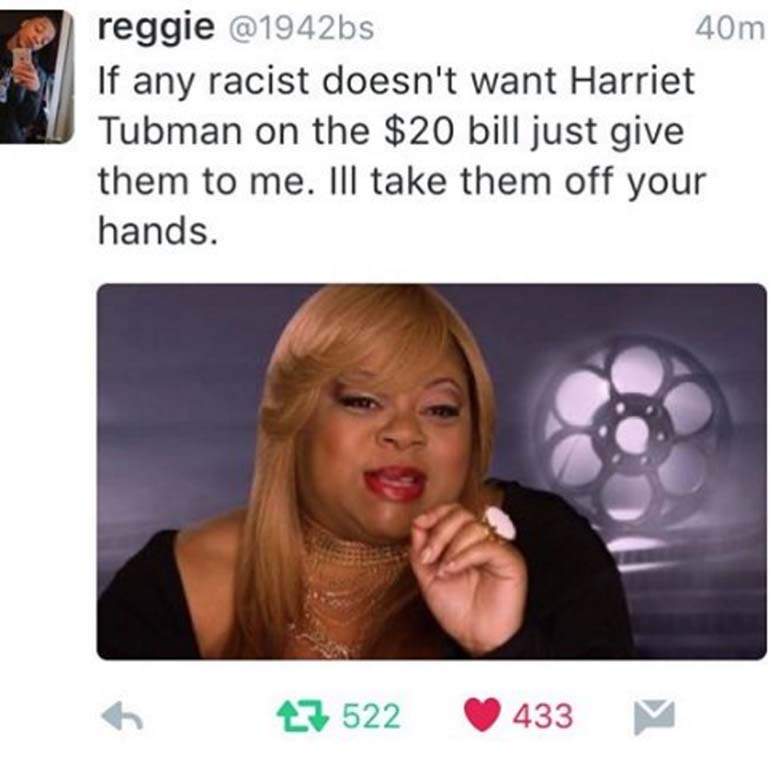 reggie @1942bs 40m
If any racist doesn't want Harriet
Tubman on the $20 bill just give
them to me. Ill take them off your
hands.
522 433